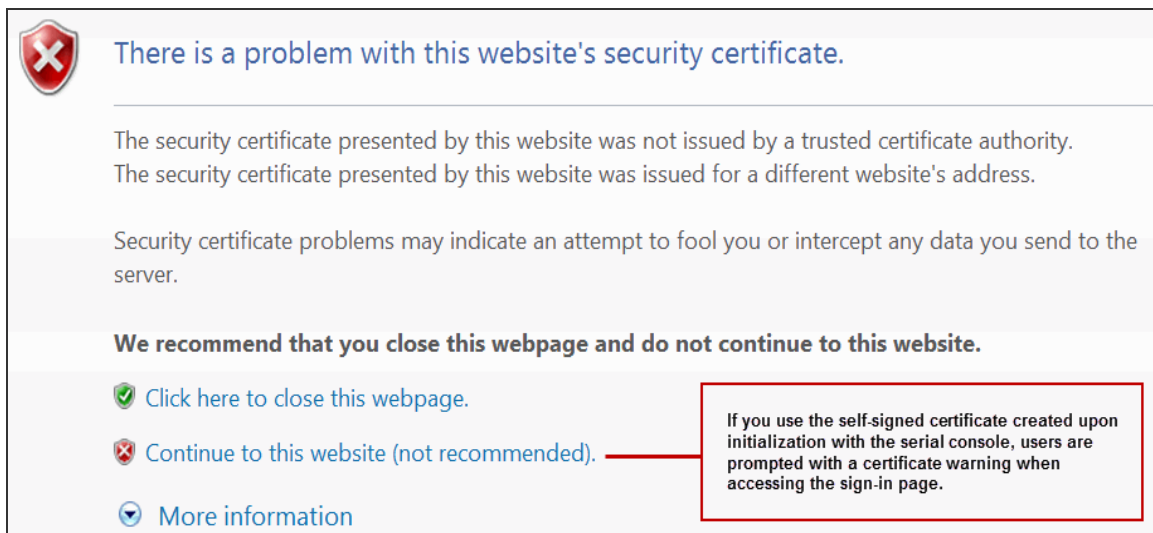 There is a problem with this website's security certificate.
The security certificate presented by this website was not issued by a trusted certificate authority.
The security certificate presented by this website was issued for a different website's address.
Security certificate problems may indicate an attempt to fool you or intercept any data you send to the
server.
We recommend that you close this webpage and do not continue to this website.
Click here to close this webpage.
Continue to this website (not recommended).
If you use the self-signed certificate created upon
initialization with the serial console, users are
prompted with a certificate warning when
accessing the sign-in page.
More information